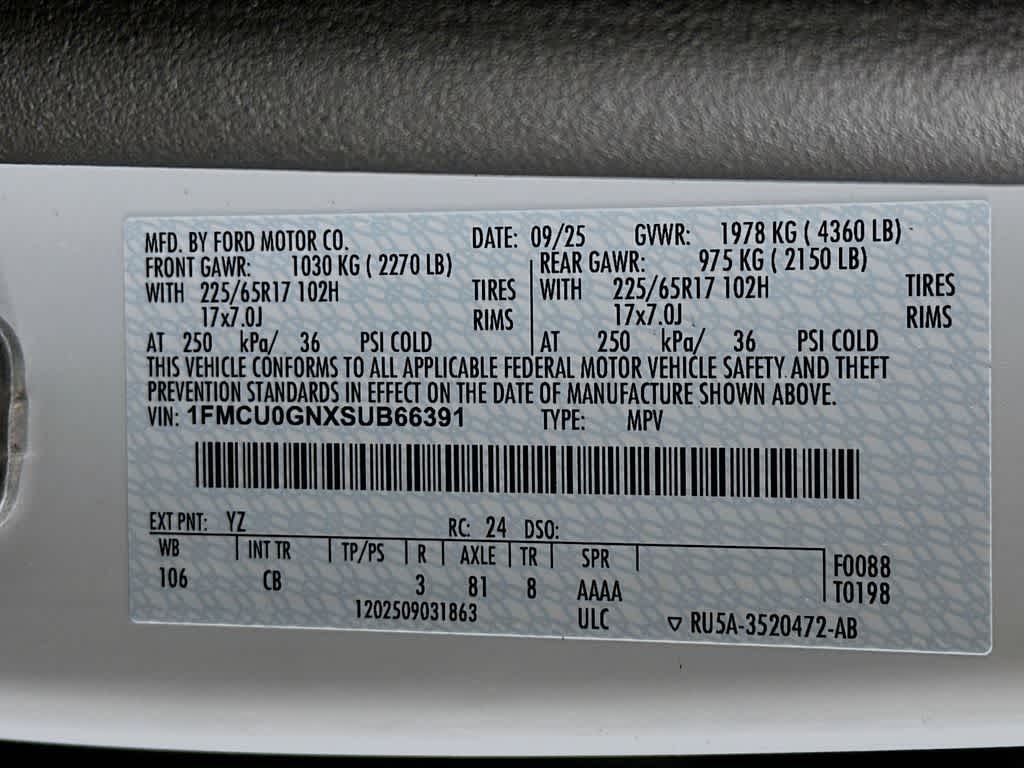 MFD. BY FORD MOTOR CO. DATE: 09/25 GVWR: 1978 KG ( 4360 LB)
FRONT GAWR: 1030 KG ( 2270 LB) REAR GAWR: 975 KG ( 2150 LB)
WITH 225/65R17 102H TIRES WITH 225/65R17 102H TIRES
17x7.0J RIMS 17x7.0J RIMS
AT 250 kPa/ 36 PSI COLD AT 250 kPa/ 36 PSI COLD
THIS VEHICLE CONFORMS TO ALL APPLICABLE FEDERAL MOTOR VEHICLE SAFETY AND THEFT
PREVENTION STANDARDS IN EFFECT ON THE DATE OF MANUFACTURE SHOWN ABOVE.
VIN: 1FMCU0GNXSUB66391 TYPE: MPV
EXT PNT: YZ RC: 24 DSO:
WB INT TR TP/PS R AXLE TR SPR F0088
106 CB 3 81 8 AAAA T0198
1202509031863 ULC ▽ RU5A-3520472-AB